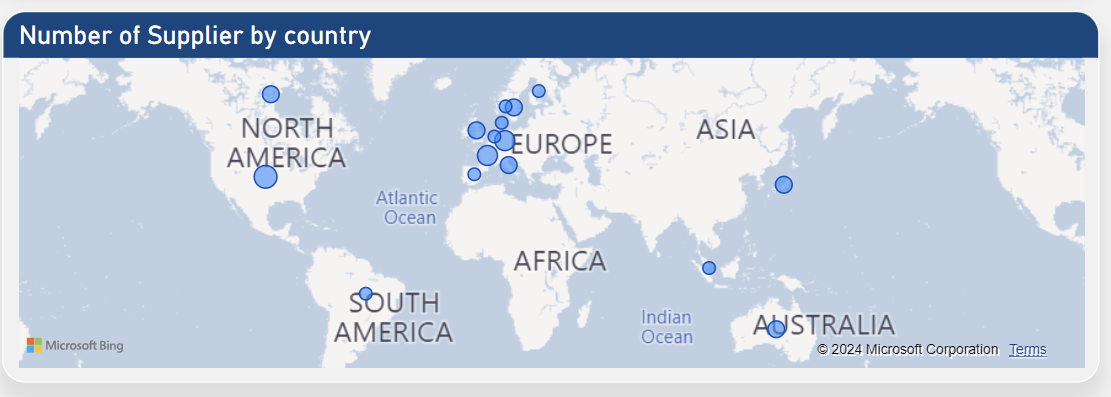 Number of Supplier by country
NORTH
AMERICA
EUROPE
ASIA
Atlantic
Ocean
AFRICA
SOUTH
AMERICA
Indian
Ocean
AUSTRALIA
Microsoft Bing
© 2024 Microsoft Corporation Terms